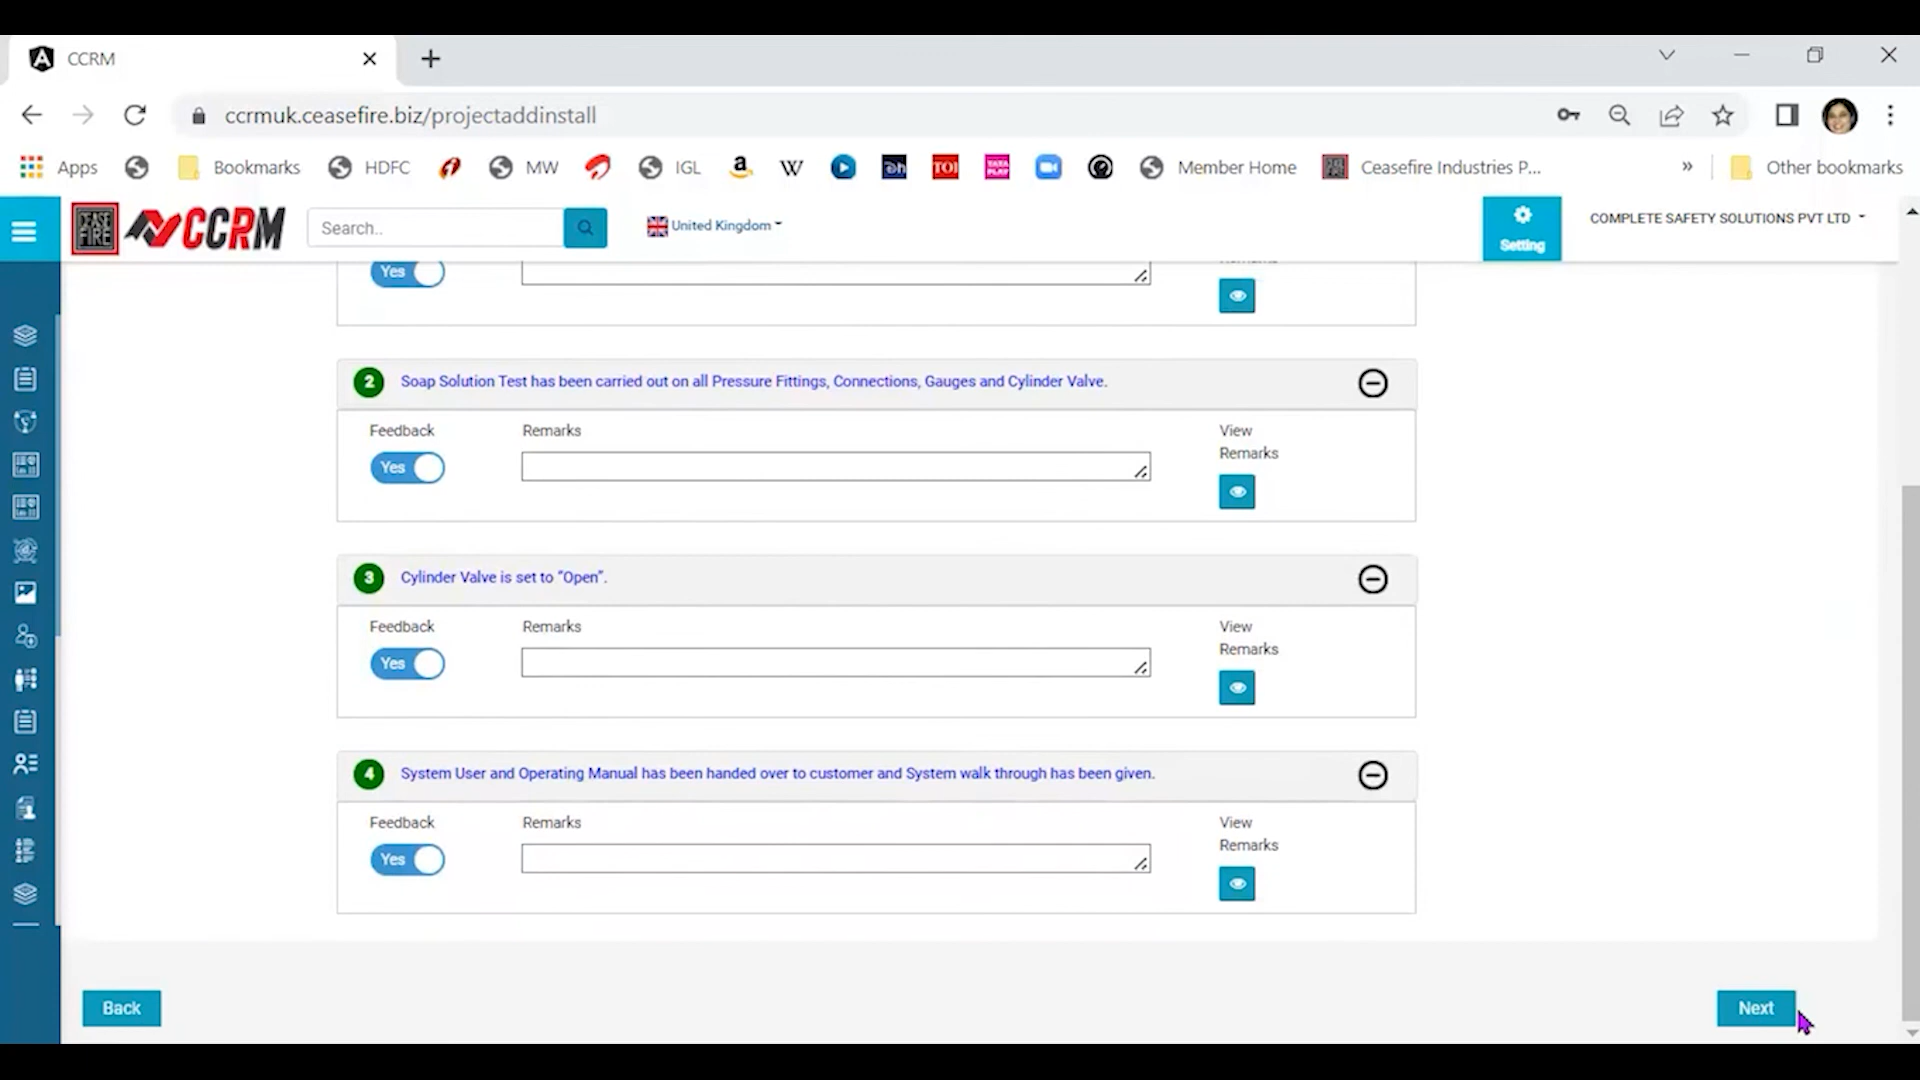 CCRM
ccrmuk.ceasefire.biz/projectaddinstall
Apps
Bookmarks
HDFC
MW
IGL
Member Home
Ceasefire Industries P...
Other bookmarks
CEASE FIRE
CCRM
Search..
United Kingdom
Setting
COMPLETE SAFETY SOLUTIONS PVT LTD
Yes
2 Soap Solution Test has been carried out on all Pressure Fittings, Connections, Gauges and Cylinder Valve.
Feedback Remarks View
Remarks
Yes
3 Cylinder Valve is set to “Open”.
Feedback Remarks View
Remarks
Yes
4 System User and Operating Manual has been handed over to customer and System walk through has been given.
Feedback Remarks View
Remarks
Yes
Back
Next